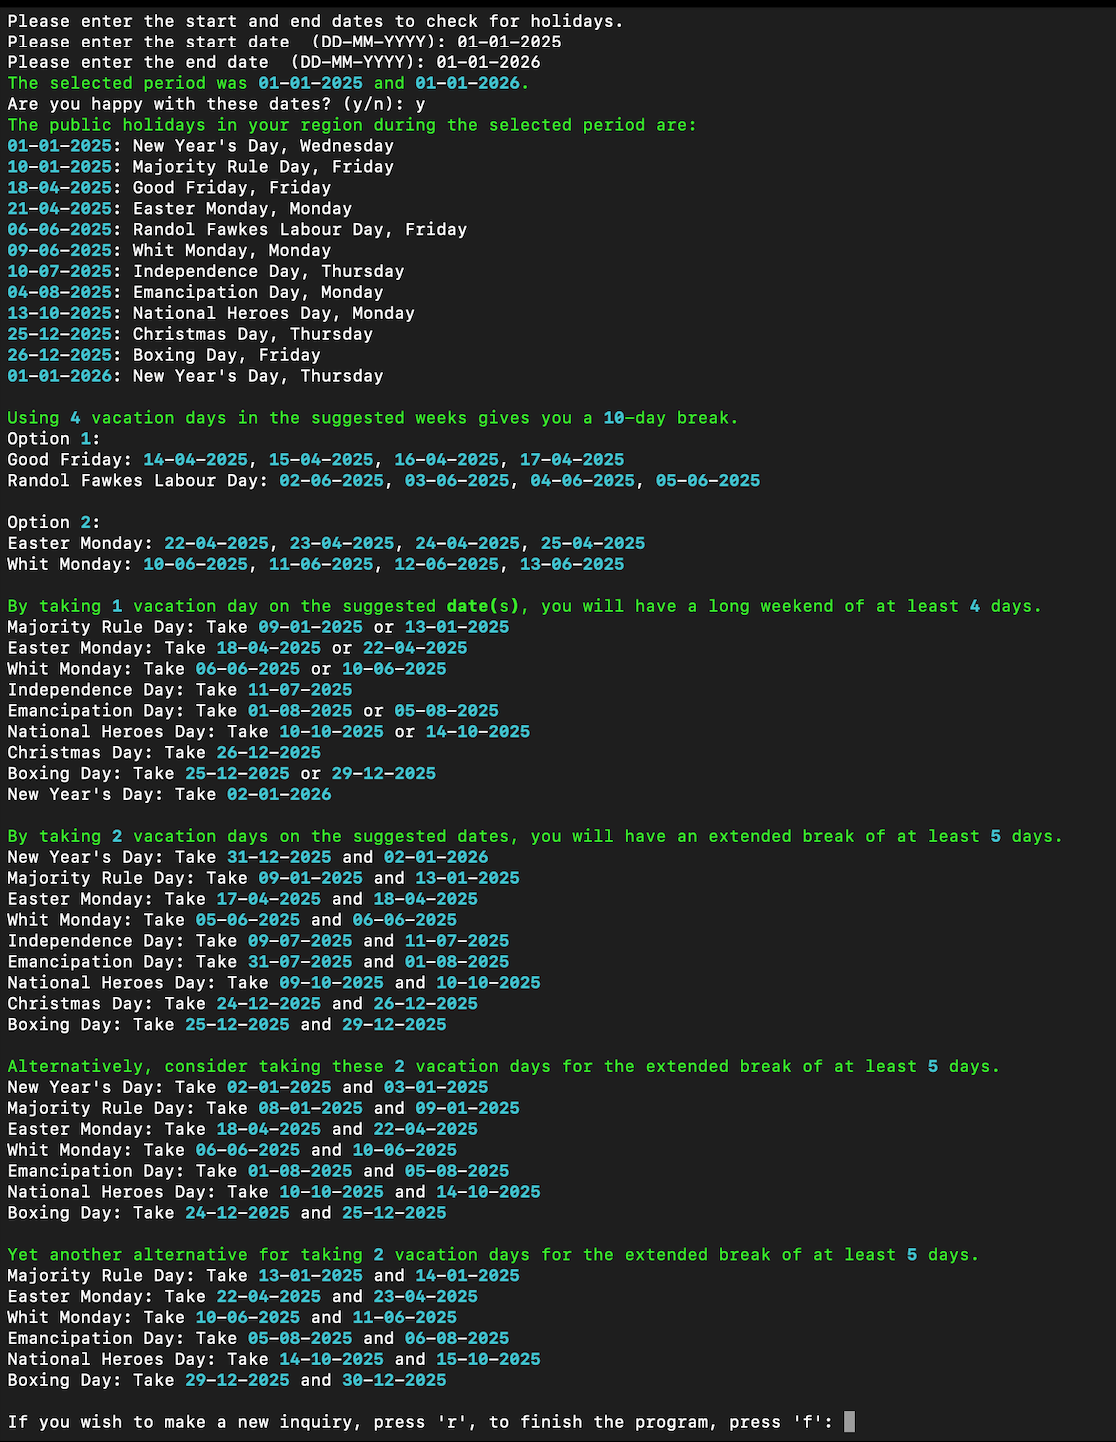 Please enter the start and end dates to check for holidays.
Please enter the start date  (DD-MM-YYYY): 01-01-2025
Please enter the end date  (DD-MM-YYYY): 01-01-2026
The selected period was 01-01-2025 and 01-01-2026.
Are you happy with these dates? (y/n): y
The public holidays in your region during the selected period are:
01-01-2025: New Year's Day, Wednesday
10-01-2025: Majority Rule Day, Friday
18-04-2025: Good Friday, Friday
21-04-2025: Easter Monday, Monday
06-06-2025: Randol Fawkes Labour Day, Friday
09-06-2025: Whit Monday, Monday
10-07-2025: Independence Day, Thursday
04-08-2025: Emancipation Day, Monday
13-10-2025: National Heroes Day, Monday
25-12-2025: Christmas Day, Thursday
26-12-2025: Boxing Day, Friday
01-01-2026: New Year's Day, Thursday
Using 4 vacation days in the suggested weeks gives you a 10-day break.
Option 1:
Good Friday: 14-04-2025, 15-04-2025, 16-04-2025, 17-04-2025
Randol Fawkes Labour Day: 02-06-2025, 03-06-2025, 04-06-2025, 05-06-2025
Option 2:
Easter Monday: 22-04-2025, 23-04-2025, 24-04-2025, 25-04-2025
Whit Monday: 10-06-2025, 11-06-2025, 12-06-2025, 13-06-2025
By taking 1 vacation day on the suggested date(s), you will have a long weekend of at least 4 days.
Majority Rule Day: Take 09-01-2025 or 13-01-2025
Easter Monday: Take 18-04-2025 or 22-04-2025
Whit Monday: Take 06-06-2025 or 10-06-2025
Independence Day: Take 11-07-2025
Emancipation Day: Take 01-08-2025 or 05-08-2025
National Heroes Day: Take 10-10-2025 or 14-10-2025
Christmas Day: Take 26-12-2025
Boxing Day: Take 25-12-2025 or 29-12-2025
New Year's Day: Take 02-01-2026
By taking 2 vacation days on the suggested dates, you will have an extended break of at least 5 days.
New Year's Day: Take 31-12-2025 and 02-01-2026
Majority Rule Day: Take 09-01-2025 and 13-01-2025
Easter Monday: Take 17-04-2025 and 18-04-2025
Whit Monday: Take 05-06-2025 and 06-06-2025
Independence Day: Take 09-07-2025 and 11-07-2025
Emancipation Day: Take 31-07-2025 and 01-08-2025
National Heroes Day: Take 09-10-2025 and 10-10-2025
Christmas Day: Take 24-12-2025 and 26-12-2025
Boxing Day: Take 25-12-2025 and 29-12-2025
Alternatively, consider taking these 2 vacation days for the extended break of at least 5 days.
New Year's Day: Take 02-01-2025 and 03-01-2025
Majority Rule Day: Take 08-01-2025 and 09-01-2025
Easter Monday: Take 18-04-2025 and 22-04-2025
Whit Monday: Take 06-06-2025 and 10-06-2025
Emancipation Day: Take 01-08-2025 and 05-08-2025
National Heroes Day: Take 10-10-2025 and 14-10-2025
Boxing Day: Take 24-12-2025 and 25-12-2025
Yet another alternative for taking 2 vacation days for the extended break of at least 5 days.
Majority Rule Day: Take 13-01-2025 and 14-01-2025
Easter Monday: Take 22-04-2025 and 23-04-2025
Whit Monday: Take 10-06-2025 and 11-06-2025
Emancipation Day: Take 05-08-2025 and 06-08-2025
National Heroes Day: Take 14-10-2025 and 15-10-2025
Boxing Day: Take 29-12-2025 and 30-12-2025
If you wish to make a new inquiry, press 'r', to finish the program, press 'f':